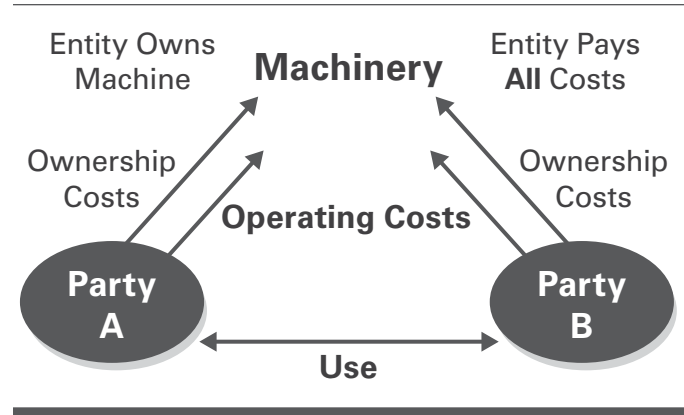 Entity Owns
Machine
Machinery
Entity Pays
All Costs
Ownership
Costs
Ownership
Costs
Operating Costs
Party
A
Party
B
Use